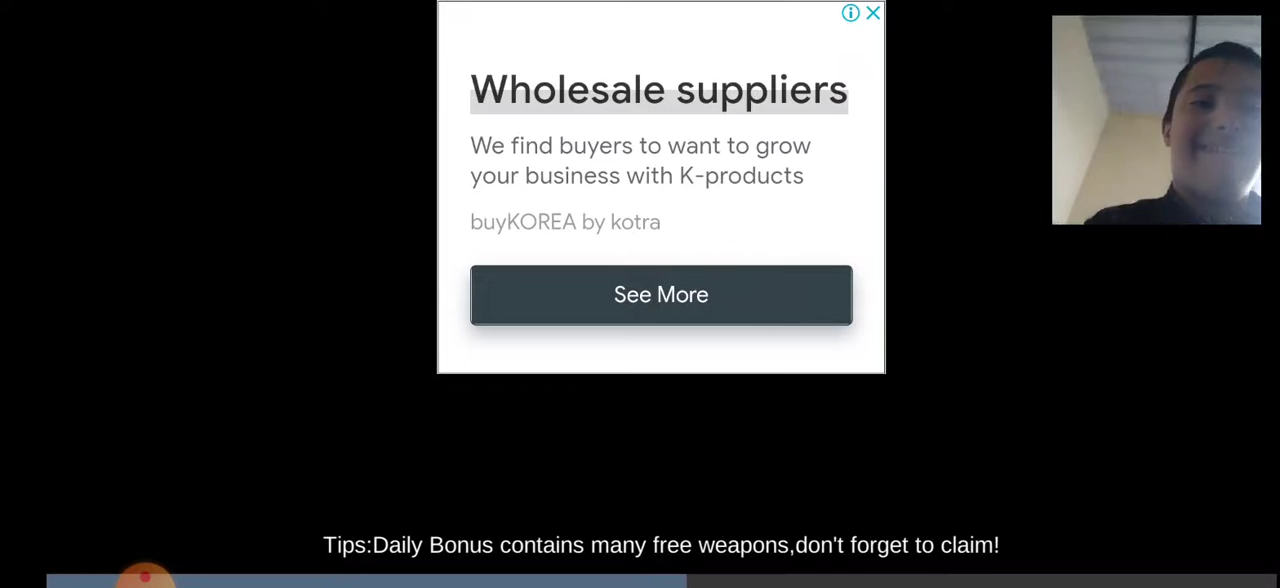 Wholesale suppliers
We find buyers to want to grow
your business with K-products
buyKOREA by kotra
See More
Tips:Daily Bonus contains many free weapons,don't forget to claim!